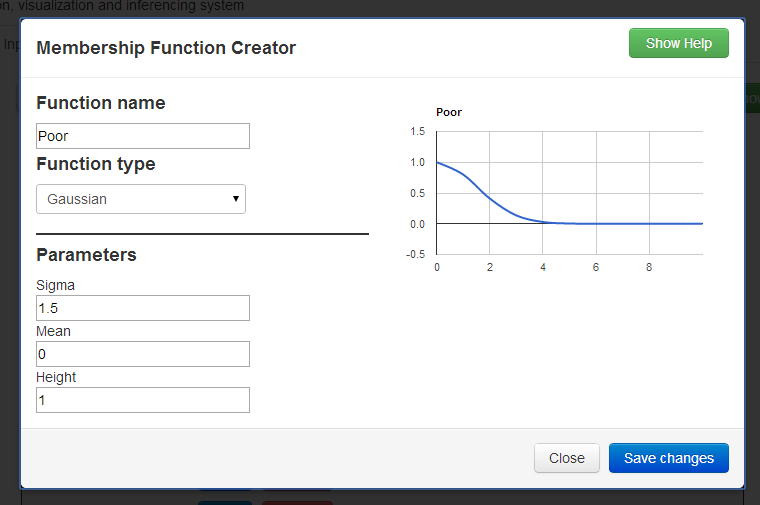 n, visualization and inferencing system
Membership Function Creator
Show Help
Function name
Poor
Function type
Gaussian
Parameters
Sigma
1.5
Mean
0
Height
1
Poor
1.5
1.0
0.5
0.0
-0.5
0 2 4 6 8
Close
Save changes